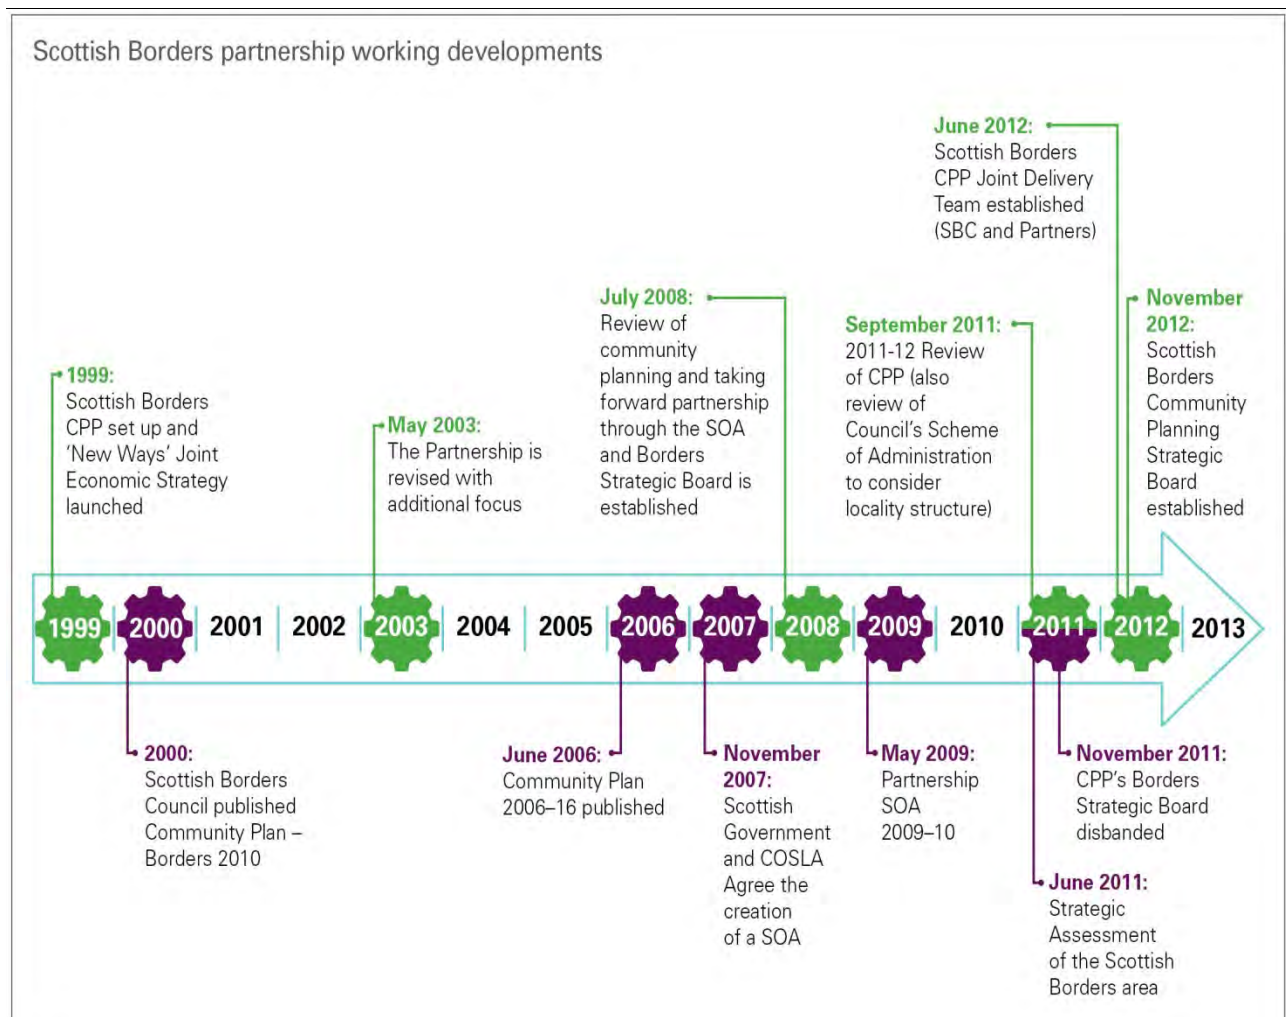 Scottish Borders partnership working developments
June 2012:
Scottish Borders
CPP Joint Delivery
Team established
(SBC and Partners)
1999:
Scottish Borders
CPP set up and
‘New Ways’ Joint
Economic Strategy
launched
May 2003:
The Partnership is
revised with
additional focus
July 2008:
Review of
community
planning and taking
forward partnership
through the SOA
and Borders
Strategic Board is
established
September 2011:
2011-12 Review
of CPP (also
review of
Council’s Scheme
of Administration
to consider
locality structure)
November
2012:
Scottish
Borders
Community
Planning
Strategic
Board
established
1999 2000 2001 2002 2003 2004 2005 2006 2007 2008 2009 2010 2011 2012 2013
2000:
Scottish Borders
Council published
Community Plan –
Borders 2010
June 2006:
Community Plan
2006–16 published
November
2007:
Scottish
Government
and COSLA
Agree the
creation
of a SOA
May 2009:
Partnership
SOA
2009–10
November 2011:
CPP’s Borders
Strategic Board
disbanded
June 2011:
Strategic
Assessment
of the Scottish
Borders area